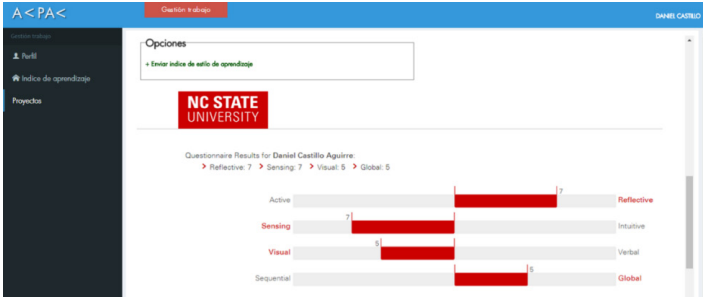 A<PA<
Gestión trabajo
DANIEL CASTILLO
Gestión trabajo
Perfil
Indice de aprendizaje
Proyectos
Opciones
+ Enviar indice de estilo de aprendizaje
NC STATE
UNIVERSITY
Questionnaire Results for Daniel Castillo Aguirre:
> Reflective: 7 > Sensing: 7 > Visual: 5 > Global: 5
Active 7 Reflective
Sensing 7 Intuitive
Visual 5 Verbal
Sequential 5 Global